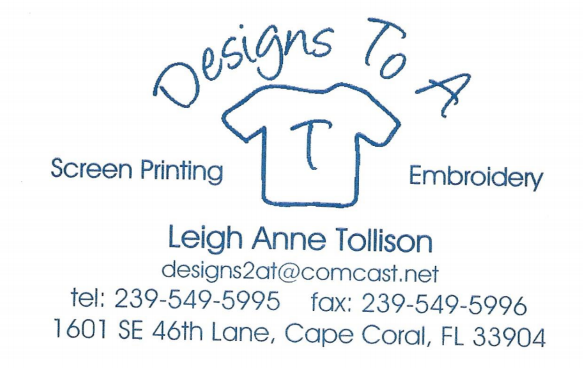 Designs To A
T
Screen Printing Embroidery
Leigh Anne Tollison
designs2at@comcast.net
tel: 239-549-5995 fax: 239-549-5996
1601 SE 46th Lane, Cape Coral, FL 33904